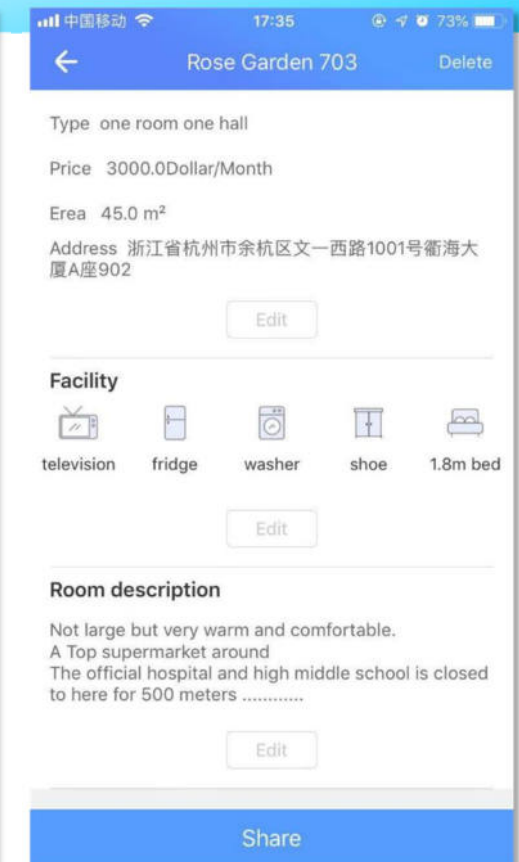 中国移动 17:35 73%
Rose Garden 703 Delete
Type one room one hall
Price 3000.0Dollar/Month
Erea 45.0 m²
Address 浙江省杭州市余杭区文一西路1001号衢海大
厦A座902
Edit
Facility
television fridge washer shoe 1.8m bed
Edit
Room description
Not large but very warm and comfortable.
A Top supermarket around
The official hospital and high middle school is closed
to here for 500 meters ............
Edit
Share